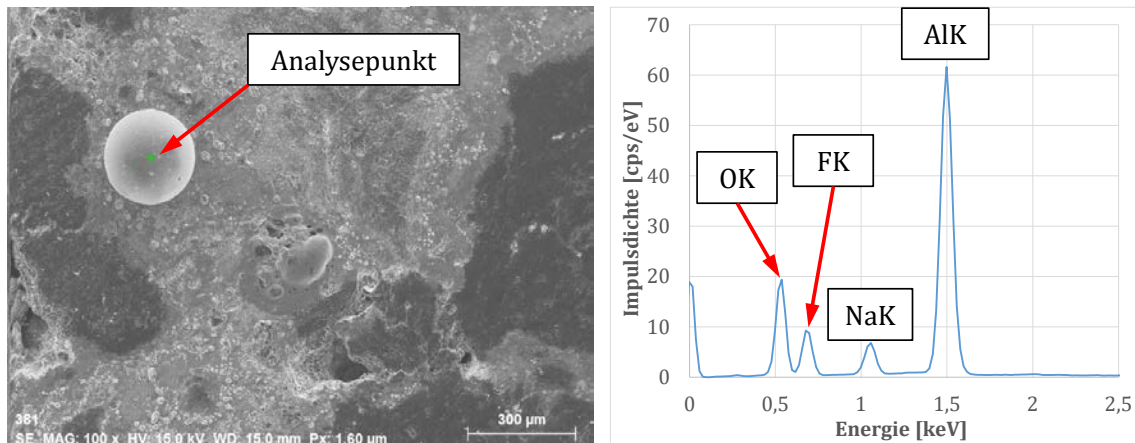 Analysepunkt
381
300 µm
SE MAG: 100 x HV: 15.0 kV WD: 15.0 mm Px: 1.60 µm
Impulsdichte [cps/eV]
70
60
50
40
30
20
10
0
AlK
FK
OK
NaK
0 0,5 1 1,5 2 2,5
Energie [keV]